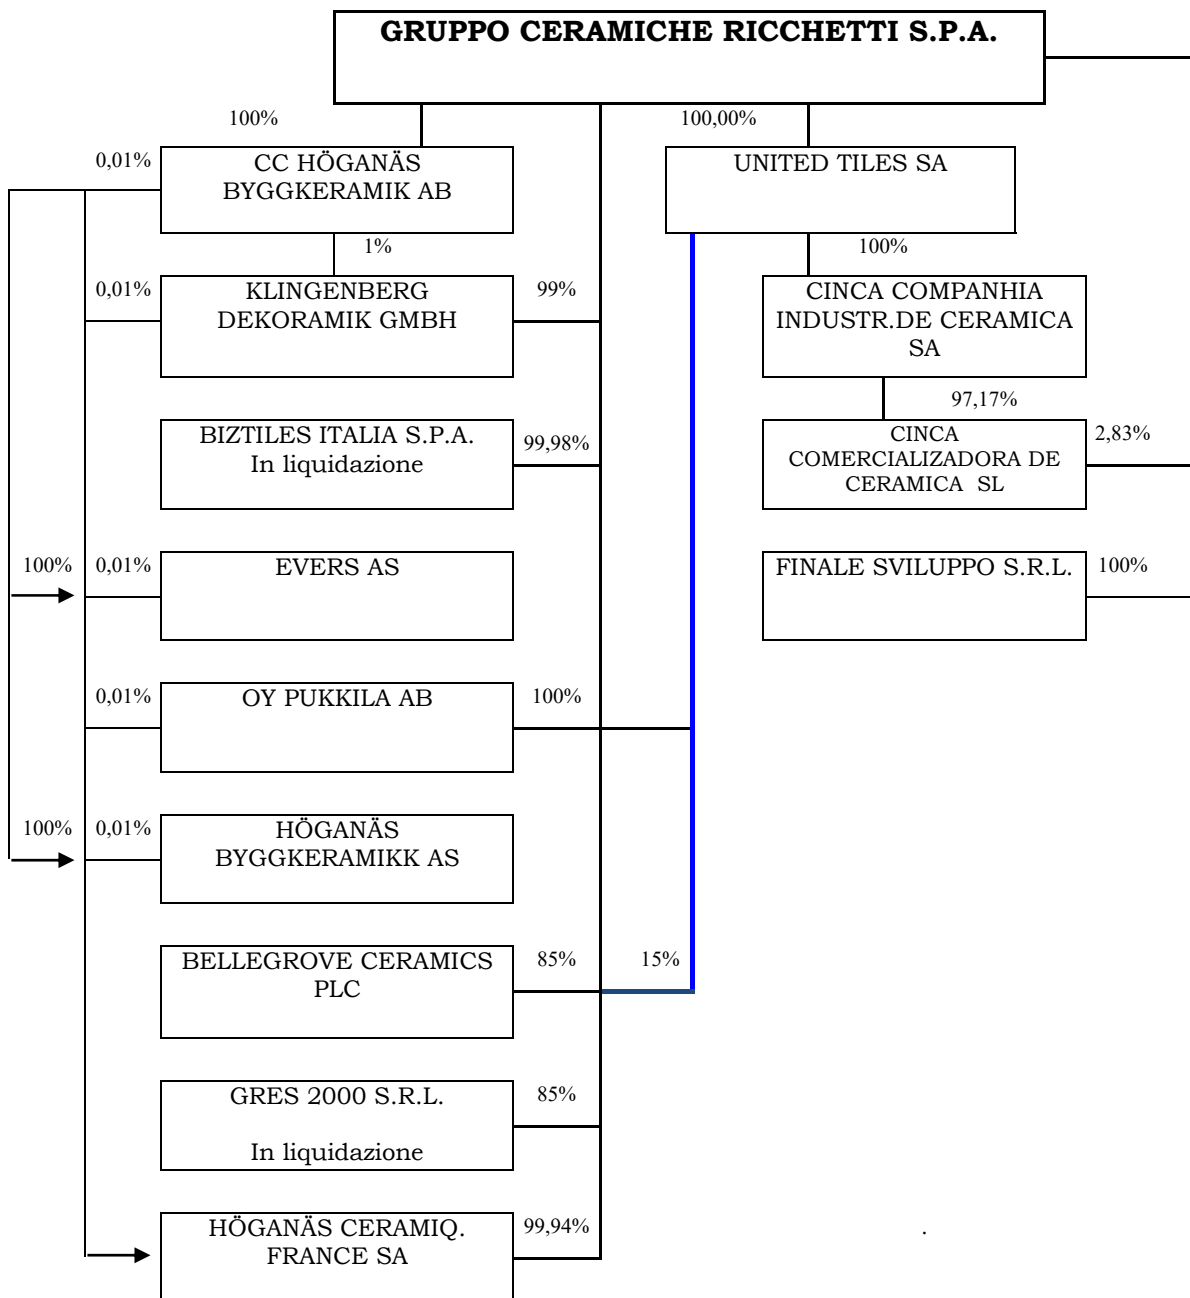 GRUPPO CERAMICHE RICCHETTI S.P.A.
100% 100,00%
0,01% CC HÖGANÄS UNITED TILES SA
BYGGKERAMIK AB
1% 100%
0,01% KLINGENBERG 99% CINCA COMPANHIA
DEKORAMIK GMBH INDUSTR.DE CERAMICA
SA
97,17%
BIZTILES ITALIA S.P.A. 99,98% CINCA 2,83%
In liquidazione COMERCIALIZADORA DE
CERAMICA SL
100% 0,01% EVERS AS FINALE SVILUPPO S.R.L. 100%
0,01% OY PUKKILA AB 100%
100% 0,01% HÖGANÄS
BYGGKERAMIKK AS
BELLEGROVE CERAMICS 85% 15%
PLC
GRES 2000 S.R.L. 85%
In liquidazione
HÖGANÄS CERAMIQ. 99,94% .
FRANCE SA